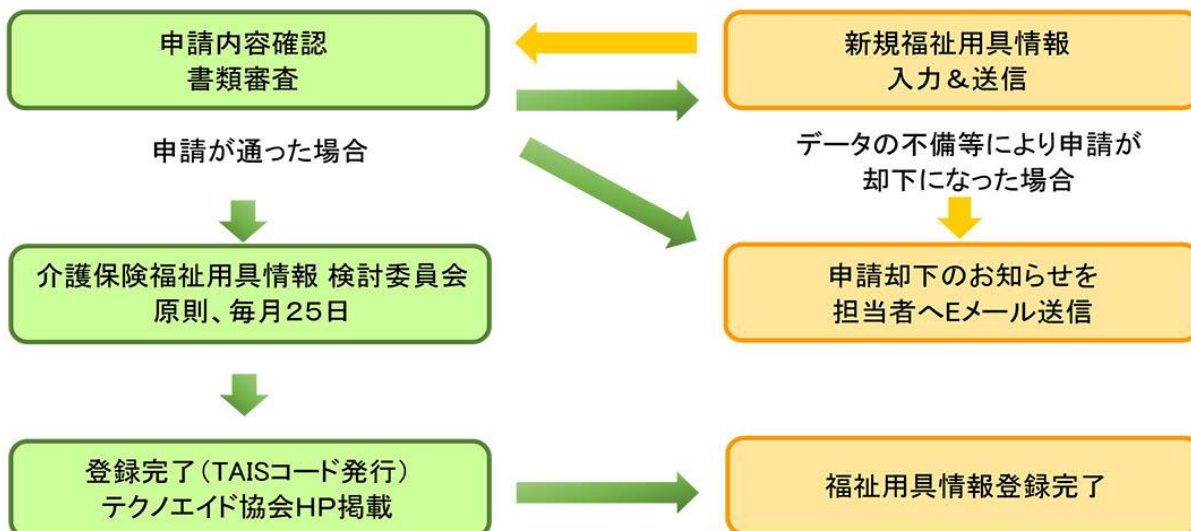 申請内容確認
書類審査
新規福祉用具情報
入力＆送信
申請が通った場合
データの不備等により申請が
却下になった場合
介護保険福祉用具情報 検討委員会
原則、毎月２５日
申請却下のお知らせを
担当者へEメール送信
登録完了（TAISコード発行）
テクノエイド協会HP掲載
福祉用具情報登録完了